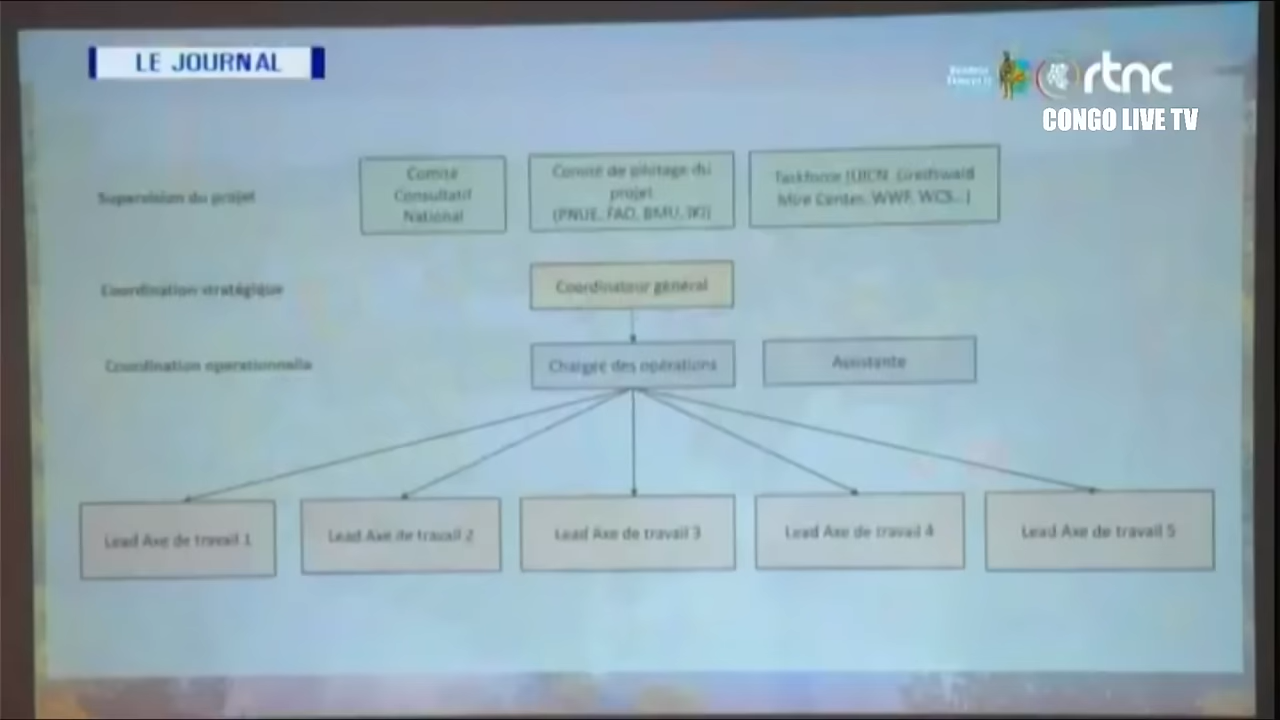 LE JOURNAL
rtnc
CONGO LIVE TV
Supervision du projet
Comité
Consultatif
National
Comité de pilotage du
projet
(PNUE, FAO, BMU, IKI)
Taskforce (UICN, Greifswald
Mire Center, WWF, WCS...)
Coordination stratégique
Coordinateur général
Coordination operationnelle
Chargée des opérations
Assistante
Lead Axe de travail 1
Lead Axe de travail 2
Lead Axe de travail 3
Lead Axe de travail 4
Lead Axe de travail 5